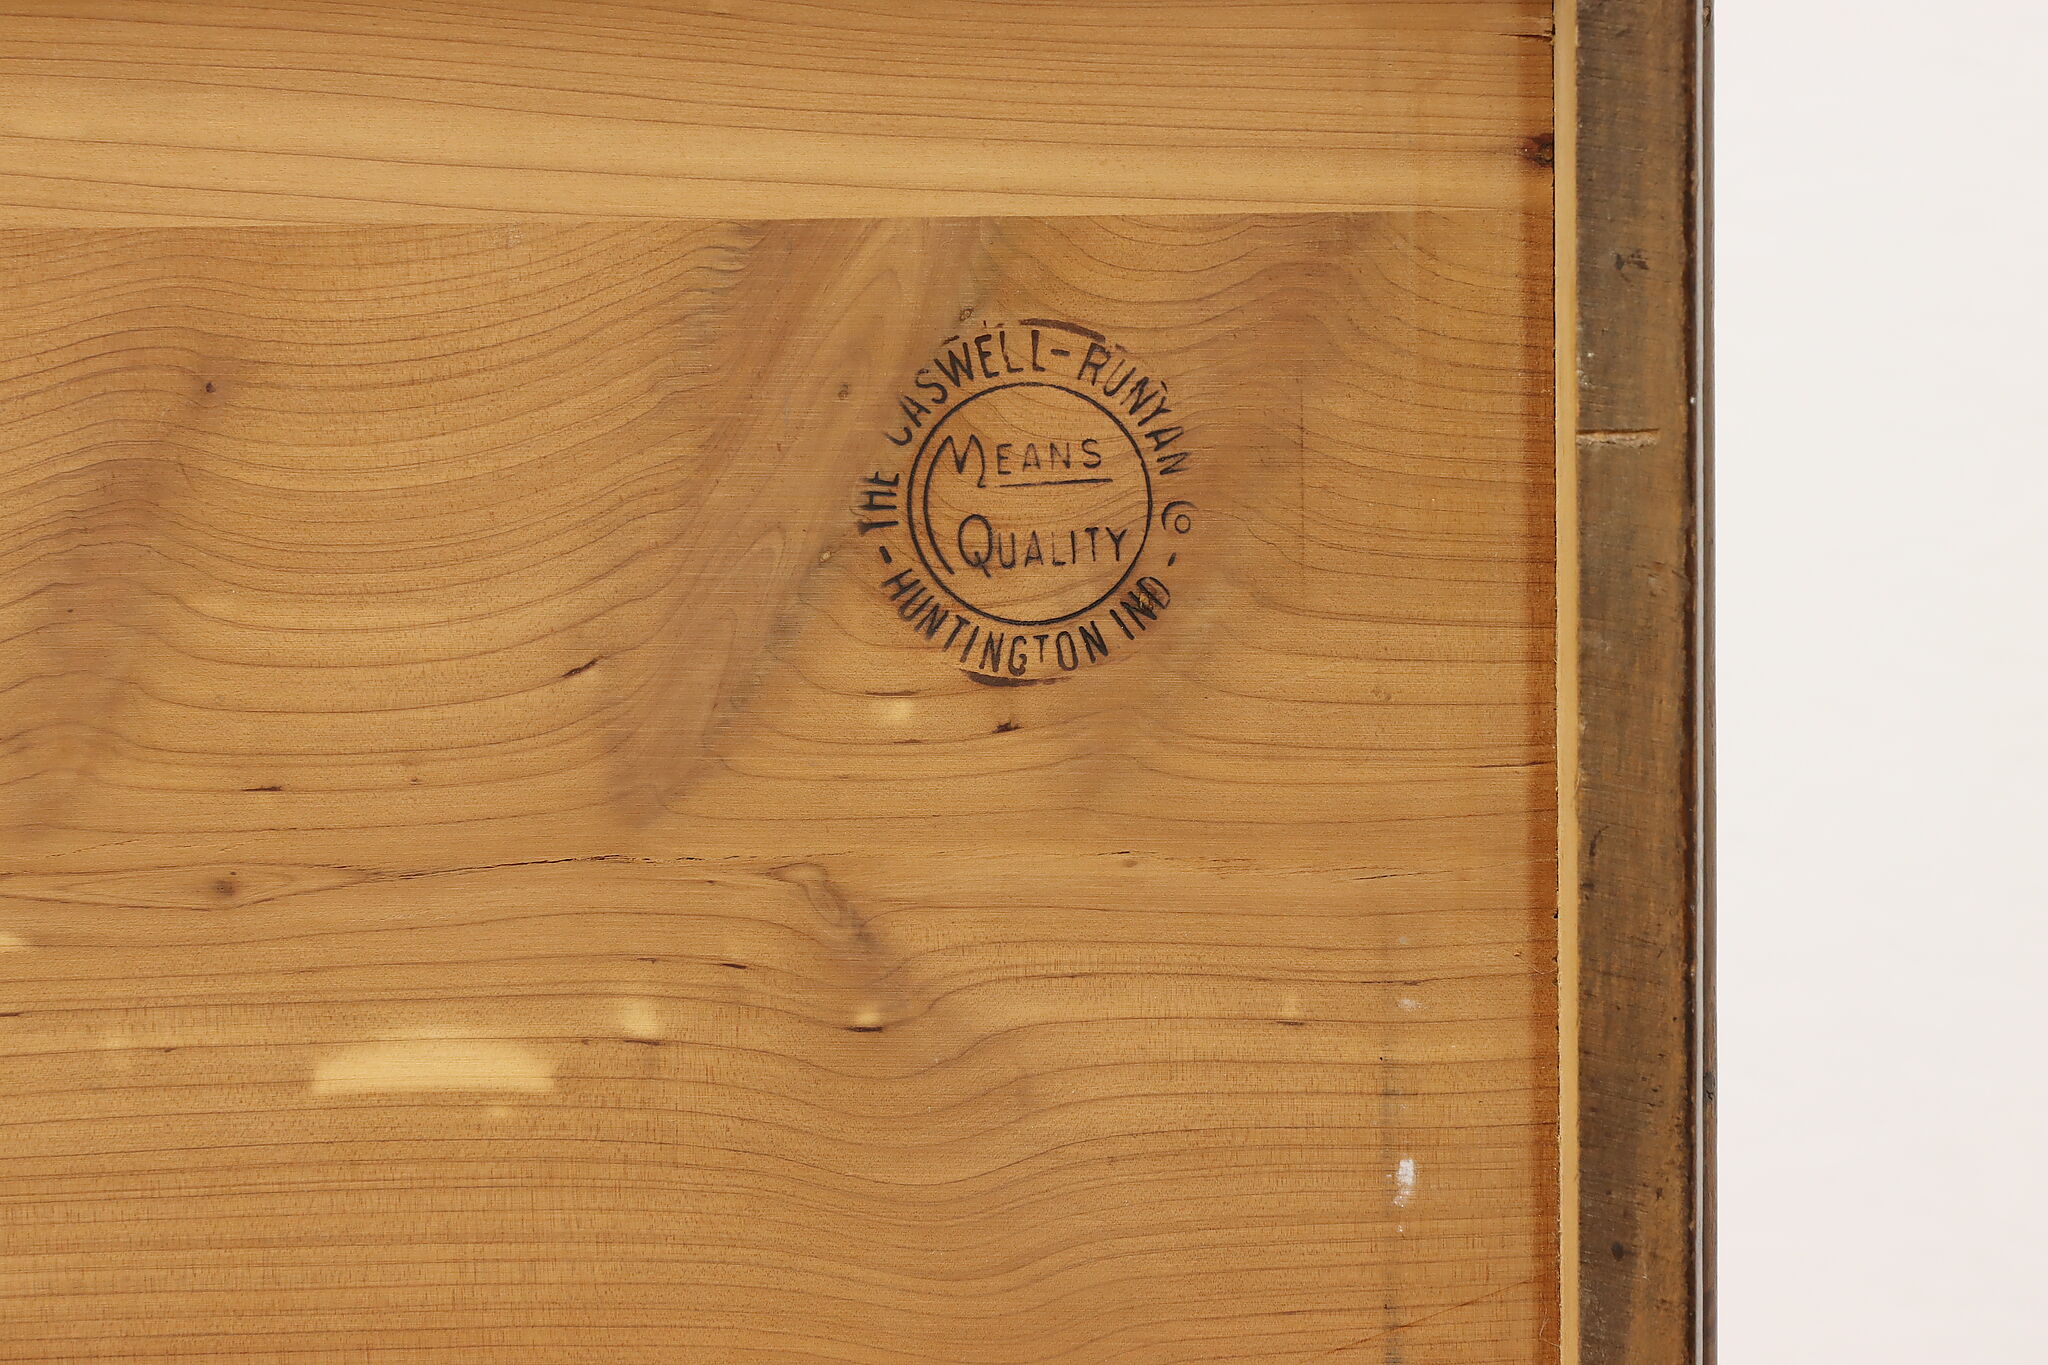 THE CASWELL-RUNYAN CO
MEANS
QUALITY
- HUNTINGTON IND -